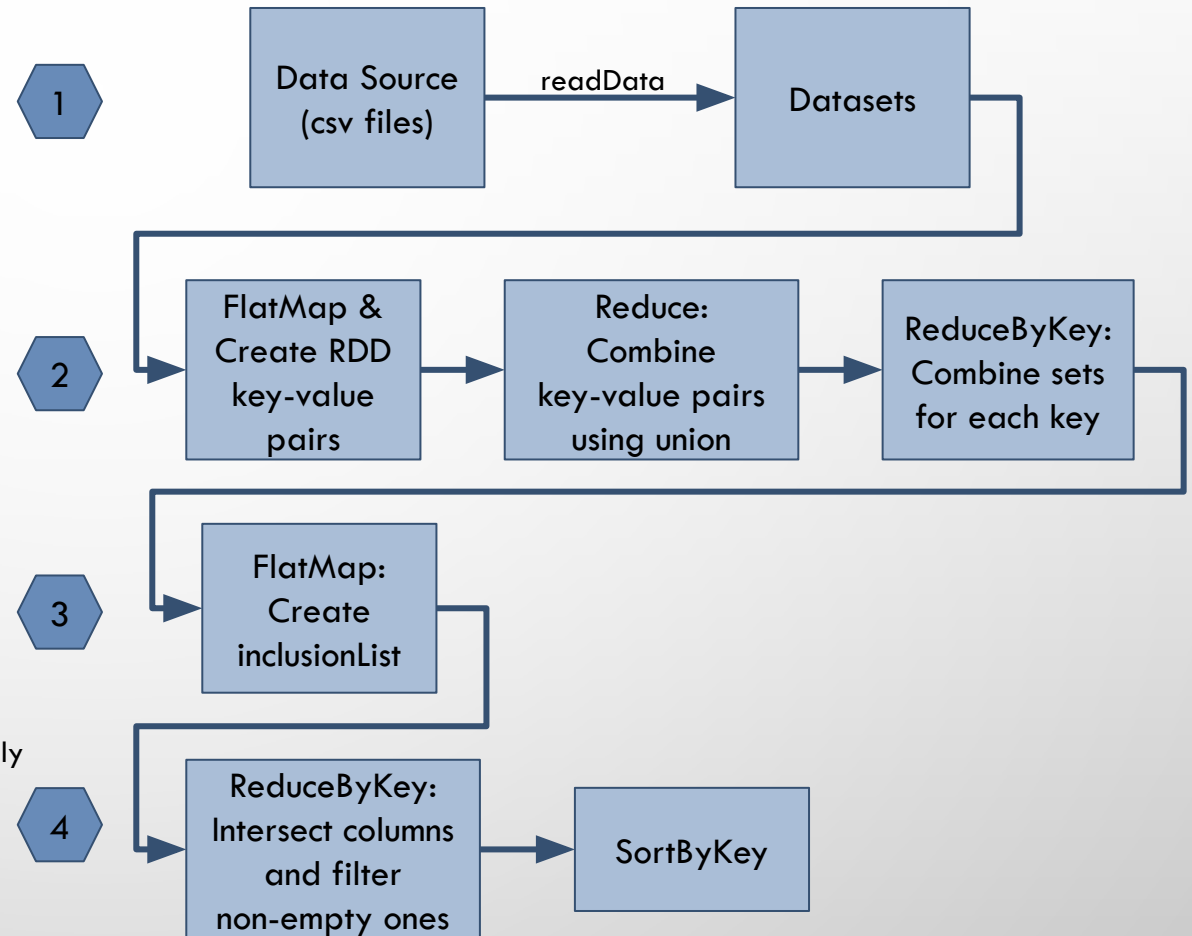 1
Data Source
(csv files)
readData
Datasets
2
FlatMap &
Create RDD
key-value
pairs
Reduce:
Combine
key-value pairs
using union
ReduceByKey:
Combine sets
for each key
3
FlatMap:
Create
inclusionList
ly
4
ReduceByKey:
Intersect columns
and filter
non-empty ones
SortByKey